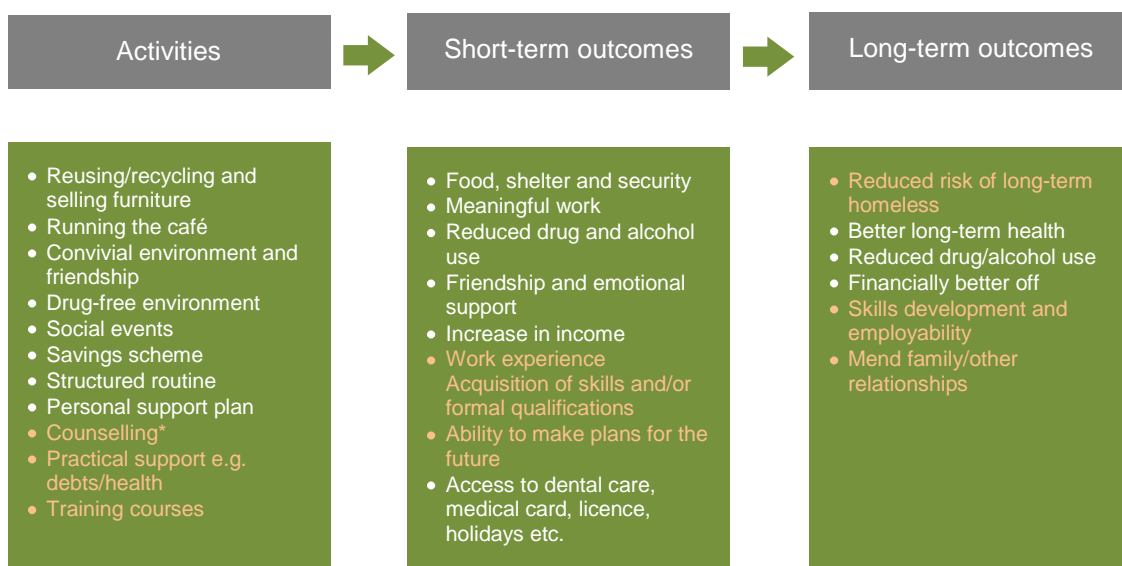 Activities
Short-term outcomes
Long-term outcomes
• Reusing/recycling and
selling furniture
• Running the café
• Convivial environment and
friendship
• Drug-free environment
• Social events
• Savings scheme
• Structured routine
• Personal support plan
• Counselling*
• Practical support e.g.
debts/health
• Training courses
• Food, shelter and security
• Meaningful work
• Reduced drug and alcohol
use
• Friendship and emotional
support
• Increase in income
• Work experience
Acquisition of skills and/or
formal qualifications
• Ability to make plans for the
future
• Access to dental care,
medical card, licence,
holidays etc.
• Reduced risk of long-term
homeless
• Better long-term health
• Reduced drug/alcohol use
• Financially better off
• Skills development and
employability
• Mend family/other
relationships